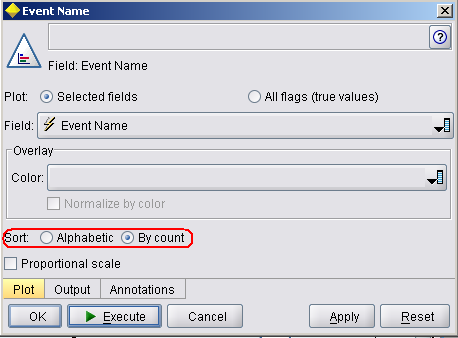 Event Name
?
Field: Event Name
Plot: Selected fields All flags (true values)
Field: Event Name
Overlay
Color:
Normalize by color
Sort: Alphabetic By count
Proportional scale
Plot Output Annotations
OK Execute Cancel Apply Reset